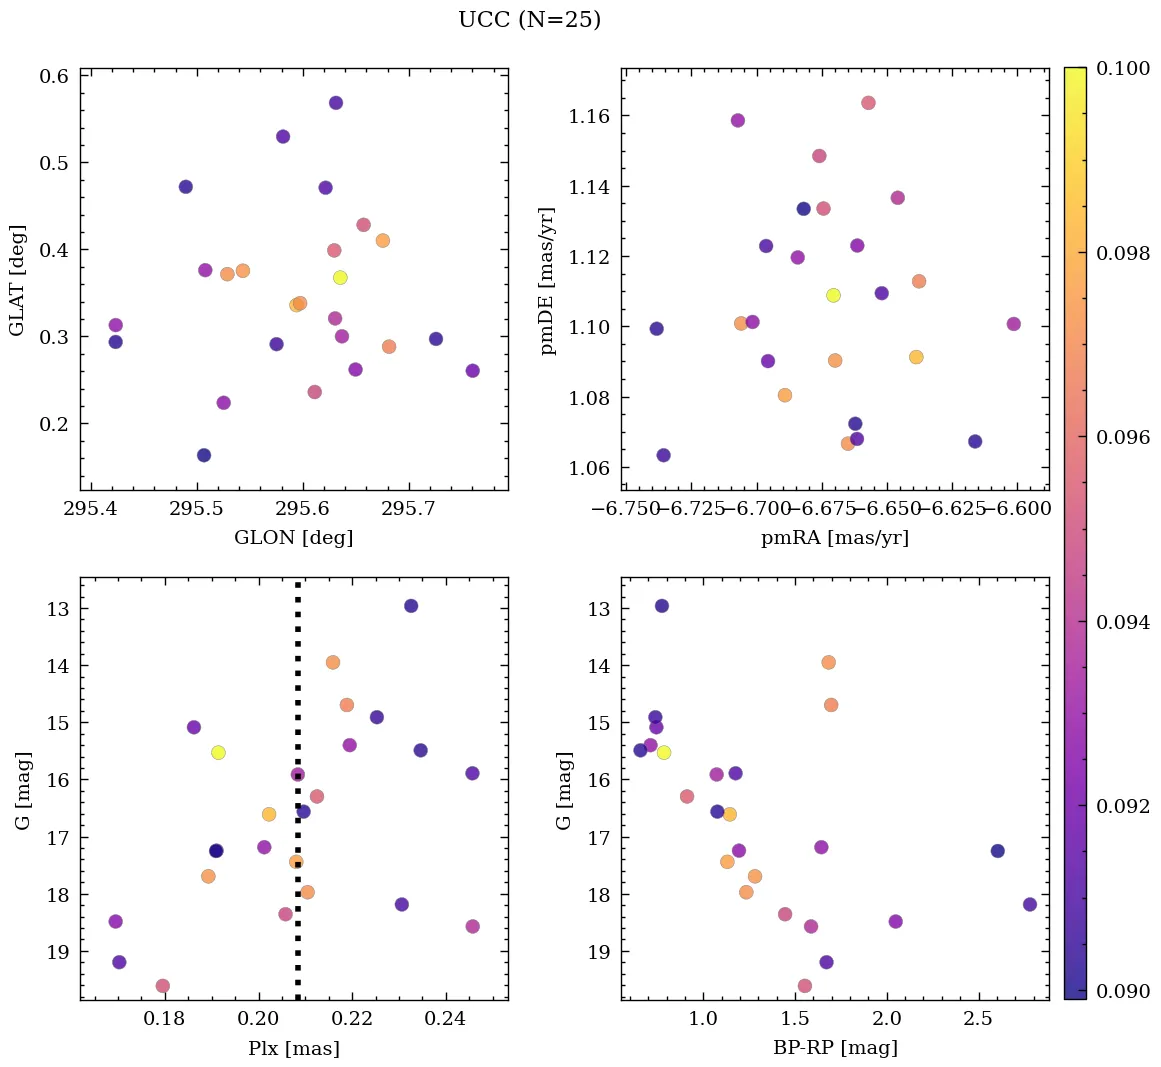 UCC (N=25)
0.6
0.5
0.4
0.3
0.2
GLAT [deg]
295.4 295.5 295.6 295.7
GLON [deg]
1.16
1.14
1.12
1.10
1.08
1.06
pmDE [mas/yr]
−6.750 −6.725 −6.700 −6.675 −6.650 −6.625 −6.600
pmRA [mas/yr]
0.100
0.098
0.096
0.094
0.092
0.090
13
14
15
16
17
18
19
G [mag]
0.18 0.20 0.22 0.24
Plx [mas]
13
14
15
16
17
18
19
G [mag]
1.0 1.5 2.0 2.5
BP-RP [mag]